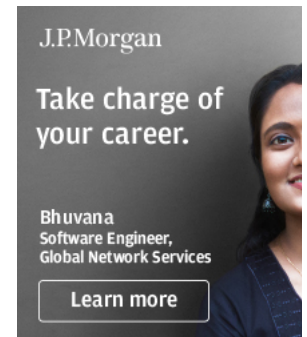 J.P.Morgan
Take charge of
your career.
Bhuvana
Software Engineer,
Global Network Services
Learn more